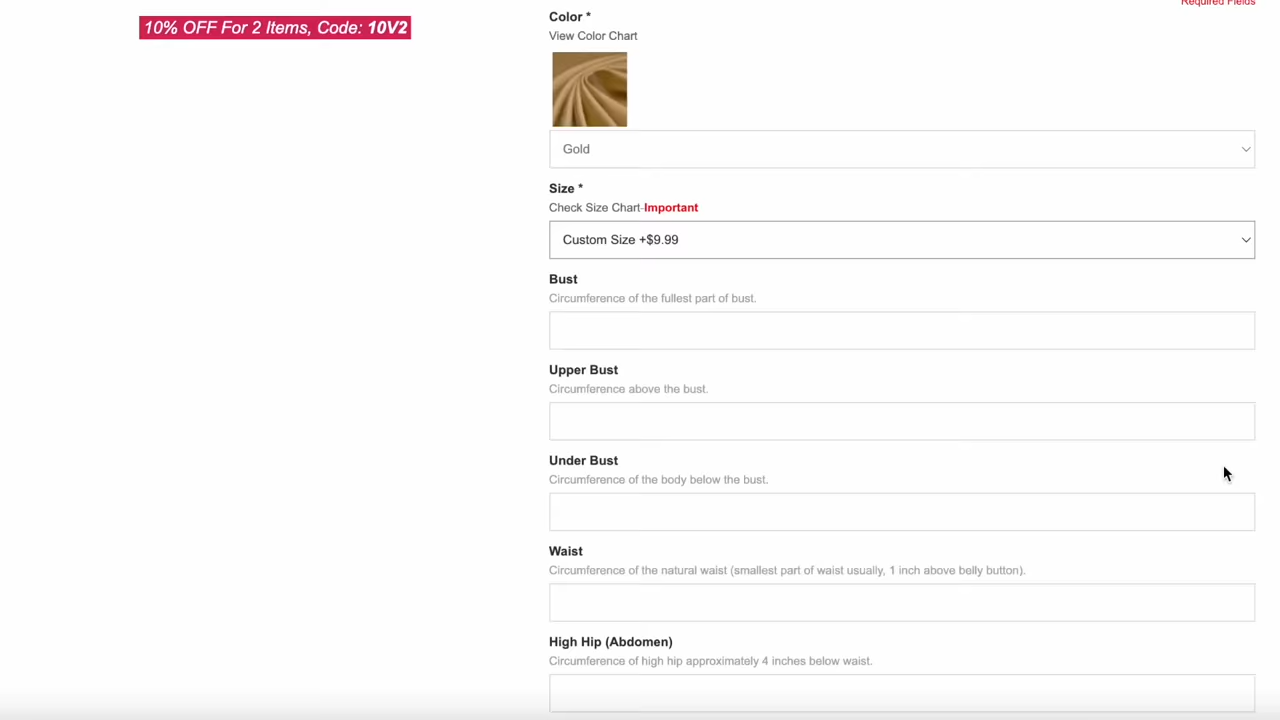 Required Fields
10% OFF For 2 Items, Code: 10V2
Color *
View Color Chart
Gold
Size *
Check Size Chart-Important
Custom Size +$9.99
Bust
Circumference of the fullest part of bust.
Upper Bust
Circumference above the bust.
Under Bust
Circumference of the body below the bust.
Waist
Circumference of the natural waist (smallest part of waist usually, 1 inch above belly button).
High Hip (Abdomen)
Circumference of high hip approximately 4 inches below waist.